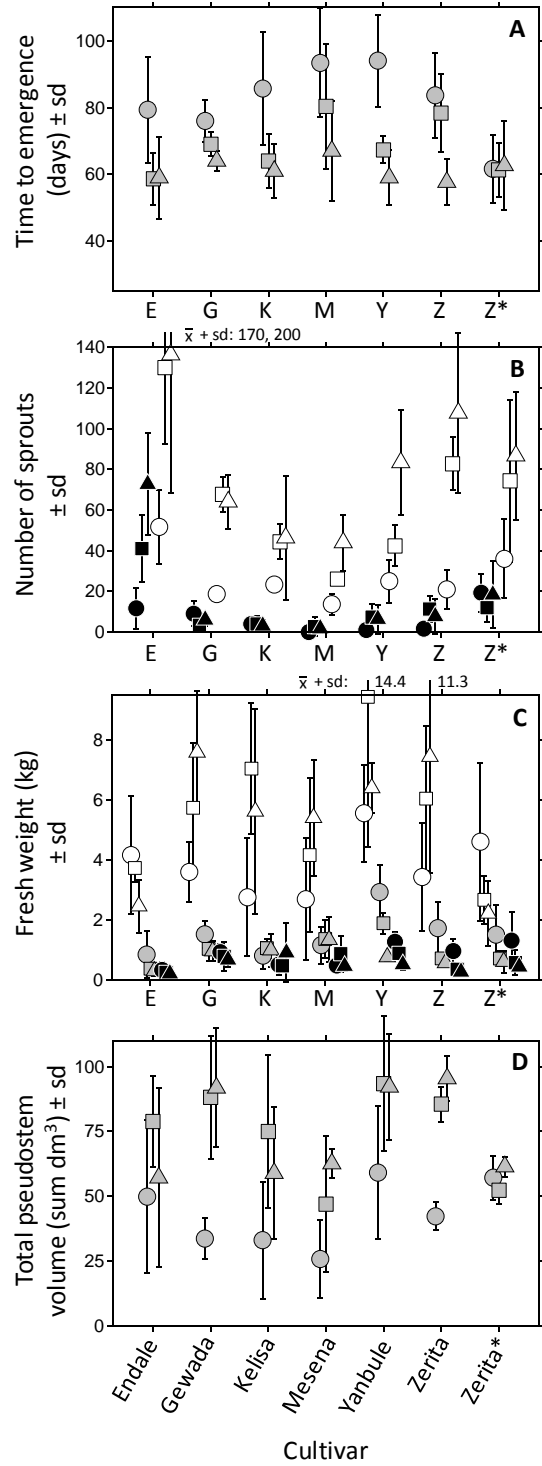 A
Time to emergence
(days) ± sd
100
80
60
40
E G K M Y Z Z*
x̄ + sd: 170, 200
B
Number of sprouts
± sd
140
120
100
80
60
40
20
0
E G K M Y Z Z*
x̄ + sd: 14.4 11.3
C
Fresh weight (kg)
± sd
8
6
4
2
0
E G K M Y Z Z*
D
Total pseudostem
volume (sum dm³) ± sd
100
75
50
25
0
Endale Gewada Kelisa Mesena Yanbule Zerita Zerita*
Cultivar